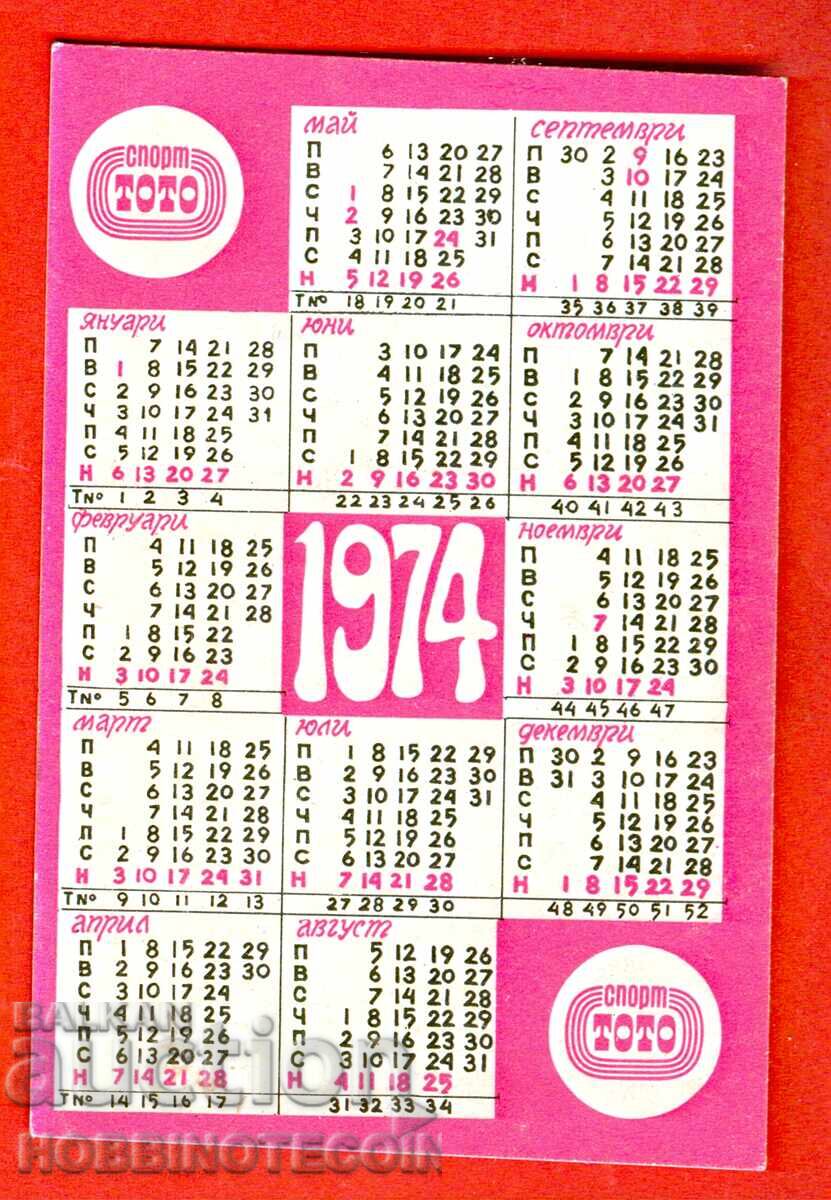 спорт
ТОТО
май
П 6 13 20 27
В 7 14 21 28
С 1 8 15 22 29
Ч 2 9 16 23 30
П 3 10 17 24 31
С 4 11 18 25
Н 5 12 19 26
Т№ 18 19 20 21
септември
П 30 2 9 16 23
В 3 10 17 24
С 4 11 18 25
Ч 5 12 19 26
П 6 13 20 27
С 7 14 21 28
Н 1 8 15 22 29
35 36 37 38 39
януари
П 7 14 21 28
В 1 8 15 22 29
С 2 9 16 23 30
Ч 3 10 17 24 31
П 4 11 18 25
С 5 12 19 26
Н 6 13 20 27
Т№ 1 2 3 4
юни
П 3 10 17 24
В 4 11 18 25
С 5 12 19 26
Ч 6 13 20 27
П 7 14 21 28
С 1 8 15 22 29
Н 2 9 16 23 30
22 23 24 25 26
октомври
П 7 14 21 28
В 1 8 15 22 29
С 2 9 16 23 30
Ч 3 10 17 24 31
П 4 11 18 25
С 5 12 19 26
Н 6 13 20 27
40 41 42 43
февруари
П 4 11 18 25
В 5 12 19 26
С 6 13 20 27
Ч 7 14 21 28
П 1 8 15 22
С 2 9 16 23
Н 3 10 17 24
Т№ 5 6 7 8
1974
ноември
П 4 11 18 25
В 5 12 19 26
С 6 13 20 27
Ч 7 14 21 28
П 1 8 15 22 29
С 2 9 16 23 30
Н 3 10 17 24
44 45 46 47
март
П 4 11 18 25
В 5 12 19 26
С 6 13 20 27
Ч 7 14 21 28
П 1 8 15 22 29
С 2 9 16 23 30
Н 3 10 17 24 31
Т№ 9 10 11 12 13
юли
П 1 8 15 22 29
В 2 9 16 23 30
С 3 10 17 24 31
Ч 4 11 18 25
П 5 12 19 26
С 6 13 20 27
Н 7 14 21 28
27 28 29 30
декември
П 30 2 9 16 23
В 31 3 10 17 24
С 4 11 18 25
Ч 5 12 19 26
П 6 13 20 27
С 7 14 21 28
Н 1 8 15 22 29
48 49 50 51 52
април
П 1 8 15 22 29
В 2 9 16 23 30
С 3 10 17 24
Ч 4 11 18 25
П 5 12 19 26
С 6 13 20 27
Н 7 14 21 28
Т№ 14 15 16 17
август
П 5 12 19 26
В 6 13 20 27
С 7 14 21 28
Ч 1 8 15 22 29
П 2 9 16 23 30
С 3 10 17 24 31
Н 4 11 18 25
31 32 33 34
спорт
ТОТО
BALKAN
auction
HOBBINOTECOIN